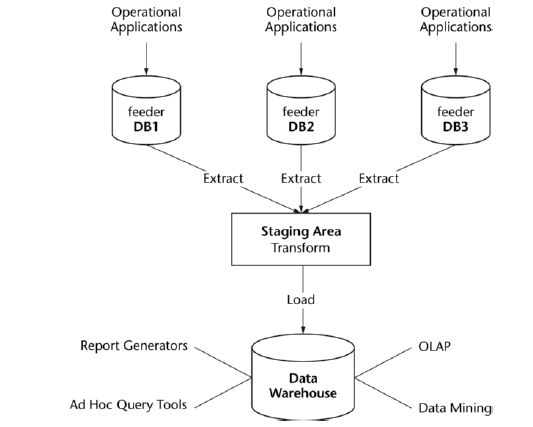 Operational
Applications
Operational
Applications
Operational
Applications
feeder
DB1
feeder
DB2
feeder
DB3
Extract
Extract
Extract
Staging Area
Transform
Load
Report Generators
OLAP
Data
Warehouse
Ad Hoc Query Tools
Data Mining